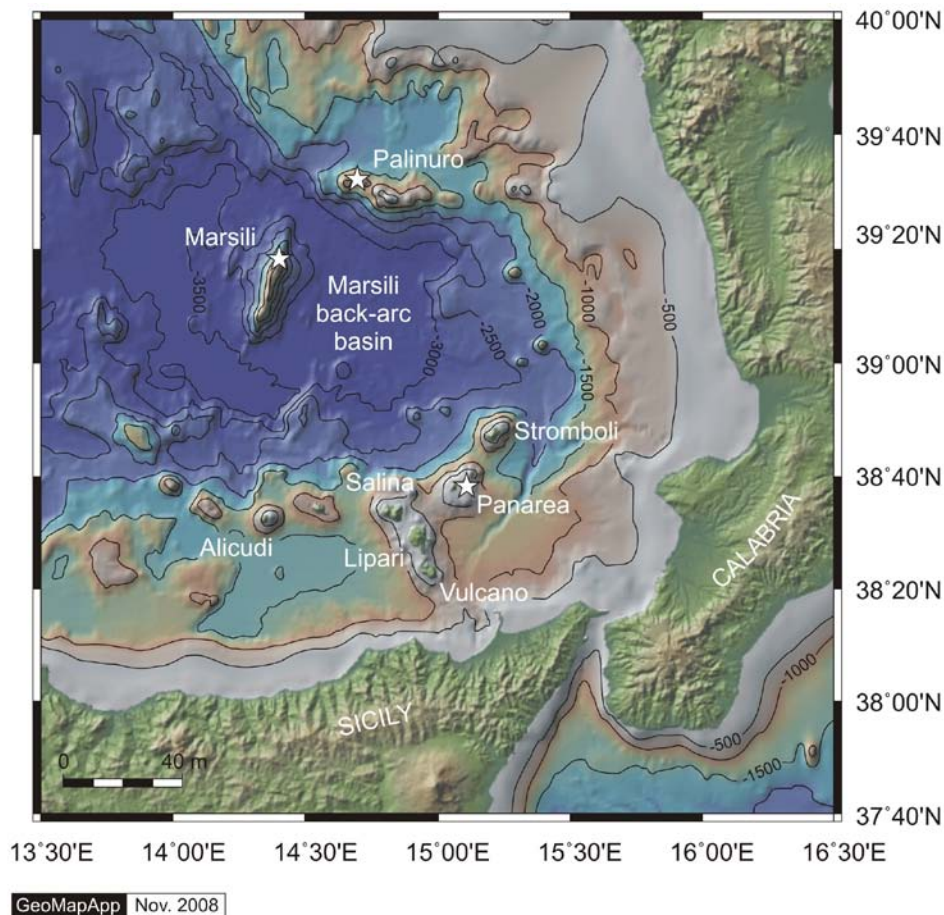 40°00'N
39°40'N
Palinuro
39°20'N
Marsili
Marsili
back-arc
basin
-3500
-3000
-2500
-2000
-1500
-1000
-500
39°00'N
Stromboli
38°40'N
Salina
Panarea
Alicudi
Lipari
CALABRIA
Vulcano
38°20'N
38°00'N
SICILY
-1000
-500
-1500
0 40 m
37°40'N
13°30'E 14°00'E 14°30'E 15°00'E 15°30'E 16°00'E 16°30'E
GeoMapApp Nov. 2008